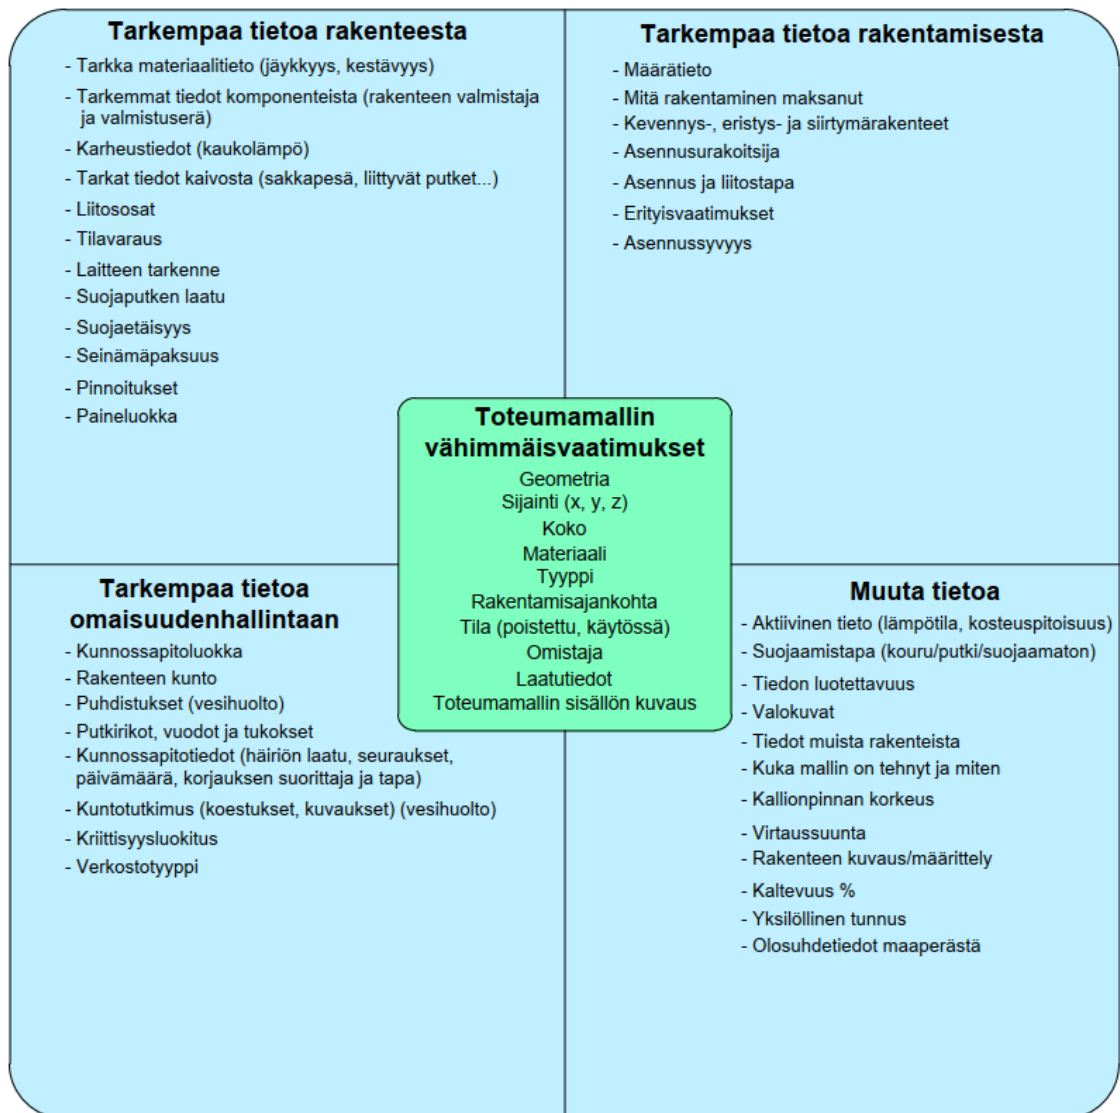 Tarkempaa tietoa rakenteesta
- Tarkka materiaalitieto (jäykkyys, kestävyys)
- Tarkemmat tiedot komponenteista (rakenteen valmistaja
ja valmistuserä)
- Karheustiedot (kaukolämpö)
- Tarkat tiedot kaivosta (sakkapesä, liittyvät putket...)
- Liitososat
- Tilavaraus
- Laitteen tarkenne
- Suojaputken laatu
- Suojaetäisyys
- Seinämäpaksuus
- Pinnoitukset
- Paineluokka
Tarkempaa tietoa rakentamisesta
- Määrätieto
- Mitä rakentaminen maksanut
- Kevennys-, eristys- ja siirtymärakenteet
- Asennusurakoitsija
- Asennus ja liitostapa
- Erityisvaatimukset
- Asennussyvyys
Toteumamallin
vähimmäisvaatimukset
Geometria
Sijainti (x, y, z)
Koko
Materiaali
Tyyppi
Rakentamisajankohta
Tila (poistettu, käytössä)
Omistaja
Laatutiedot
Toteumamallin sisällön kuvaus
Tarkempaa tietoa
omaisuudenhallintaan
- Kunnossapitoluokka
- Rakenteen kunto
- Puhdistukset (vesihuolto)
- Putkirikot, vuodot ja tukokset
- Kunnossapitotiedot (häiriön laatu, seuraukset,
päivämäärä, korjauksen suorittaja ja tapa)
- Kuntotutkimus (koestukset, kuvaukset) (vesihuolto)
- Kriittisyysluokitus
- Verkostotyyppi
Muuta tietoa
- Aktiivinen tieto (lämpötila, kosteuspitoisuus)
- Suojaamistapa (kouru/putki/suojaamaton)
- Tiedon luotettavuus
- Valokuvat
- Tiedot muista rakenteista
- Kuka mallin on tehnyt ja miten
- Kallionpinnan korkeus
- Virtaussuunta
- Rakenteen kuvaus/määrittely
- Kaltevuus %
- Yksilöllinen tunnus
- Olosuhdetiedot maaperästä